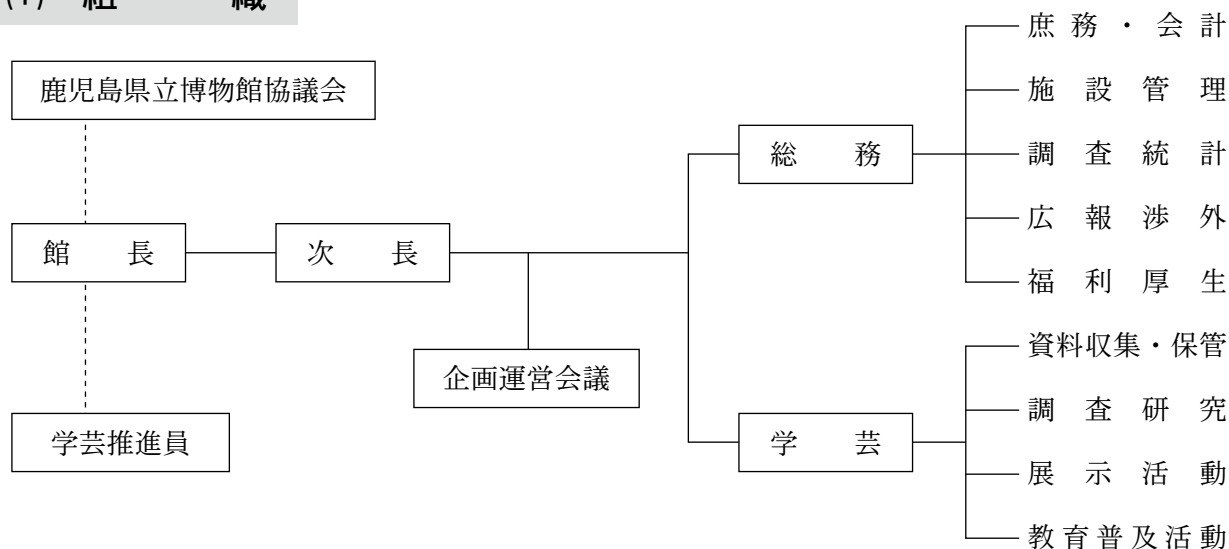 組織
庶務・会計
鹿児島県立博物館協議会
施設管理
総務
調査統計
広報渉外
館長
次長
福利厚生
企画運営会議
資料収集・保管
調査研究
学芸推進員
学芸
展示活動
教育普及活動